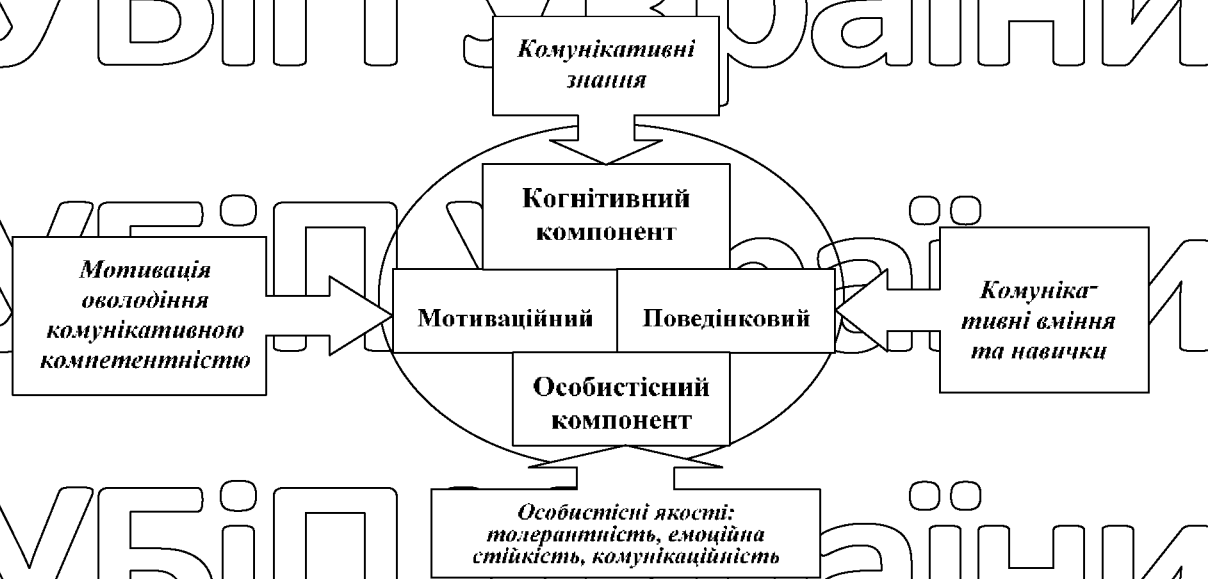 Комунікативні
знання
Когнітивний
компонент
Мотивація
оволодіння
комунікативною
компетентністю
Мотиваційний
Поведінковий
Комуніка-
тивні вміння
та навички
Особистісний
компонент
Особистісні якості:
толерантність, емоційна
стійкість, комунікаційність